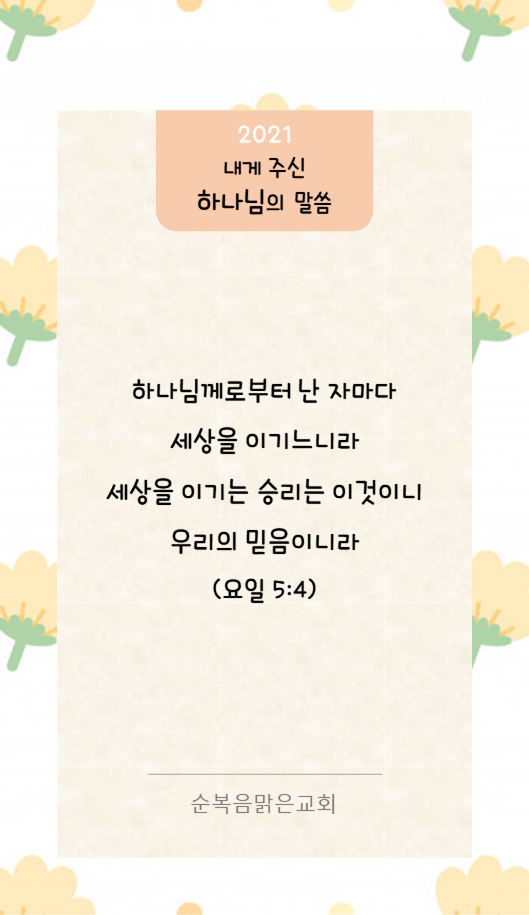 2021
내게 주신
하나님의 말씀
하나님께로부터 난 자마다
세상을 이기느니라
세상을 이기는 승리는 이것이니
우리의 믿음이니라
(요일 5:4)
순복음맑은교회